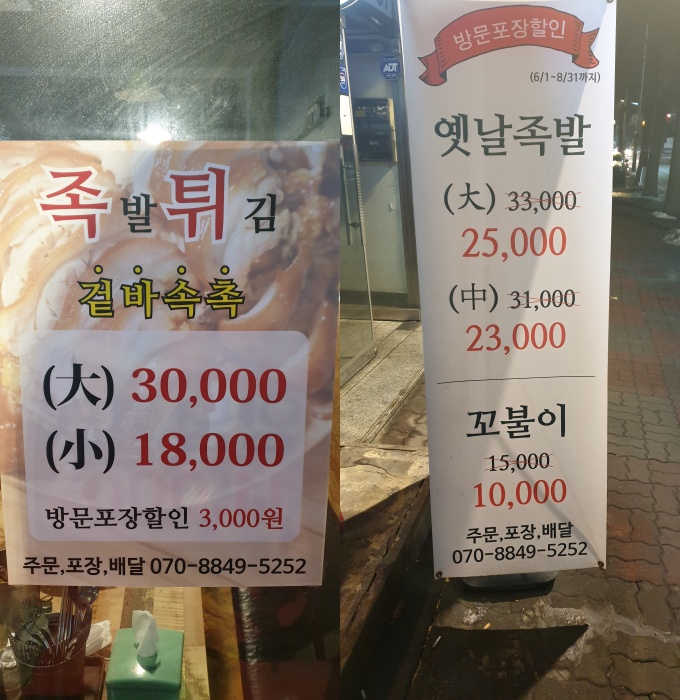 족발튀김
겉바속촉
(大) 30,000
(小) 18,000
방문포장할인 3,000원
주문,포장,배달 070-8849-5252
ADT
방문포장할인
(6/1~8/31까지)
옛날족발
(大) 33,000
25,000
(中) 31,000
23,000
꼬불이
15,000
10,000
주문,포장,배달
070-8849-5252